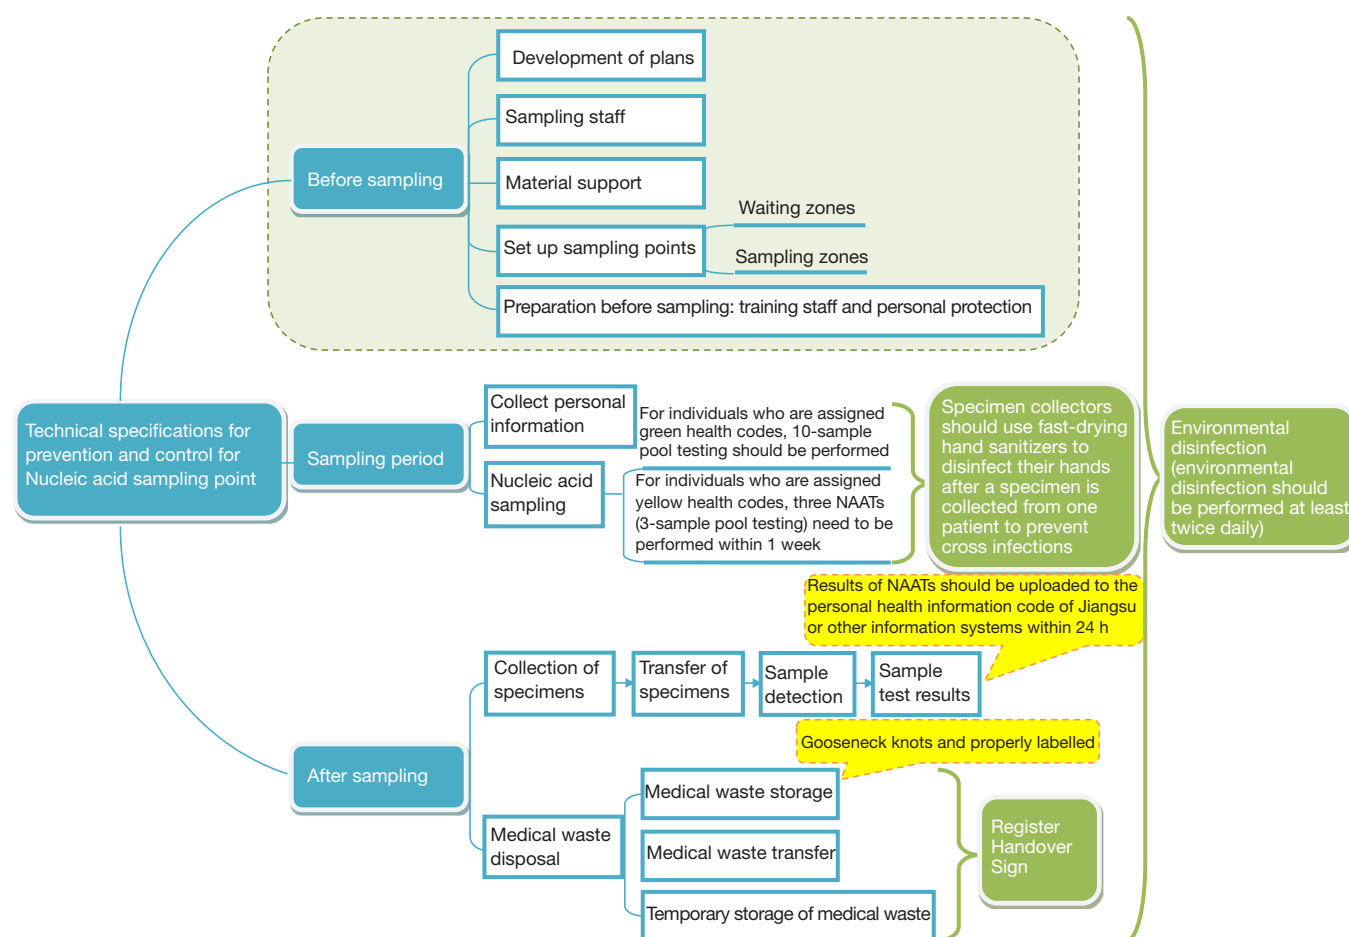 Development of plans
Sampling staff
Before sampling
Material support
Waiting zones
Set up sampling points
Sampling zones
Preparation before sampling: training staff and personal protection
Technical specifications for
prevention and control for
Nucleic acid sampling point
Sampling period
Collect personal
information
Nucleic acid
sampling
For individuals who are assigned
green health codes, 10-sample
pool testing should be performed
For individuals who are assigned
yellow health codes, three NAATs
(3-sample pool testing) need to be
performed within 1 week
Specimen collectors
should use fast-drying
hand sanitizers to
disinfect their hands
after a specimen is
collected from one
patient to prevent
cross infections
Environmental
disinfection
(environmental
disinfection should
be performed at least
twice daily)
Results of NAATs should be uploaded to the
personal health information code of Jiangsu
or other information systems within 24 h
Collection of
specimens
Transfer of
specimens
Sample
detection
Sample
test results
After sampling
Gooseneck knots and properly labelled
Medical waste
disposal
Medical waste storage
Medical waste transfer
Temporary storage of medical waste
Register
Handover
Sign